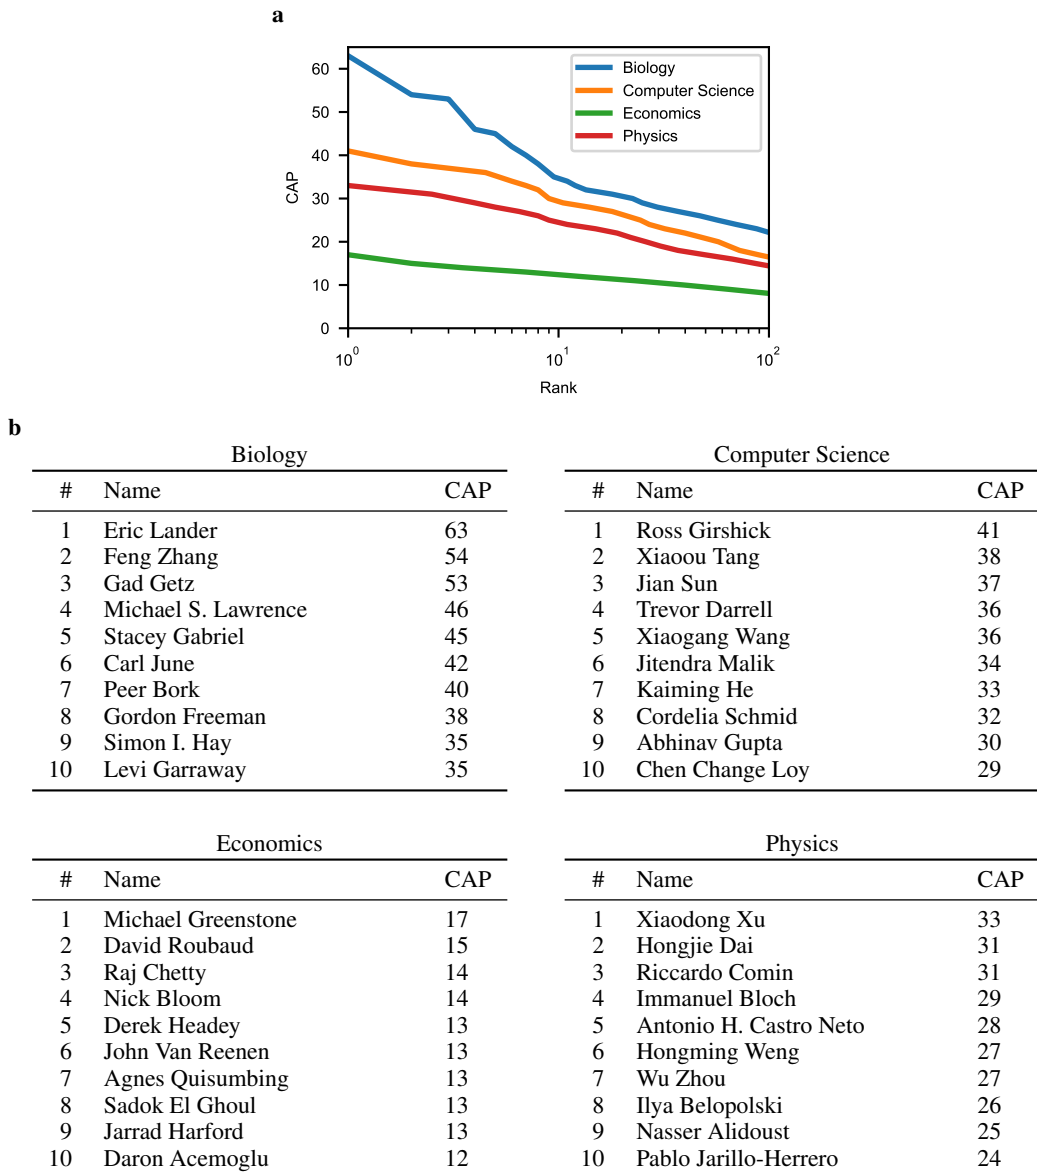 a
60
50
40
30
20
10
0
CAP
Biology
Computer Science
Economics
Physics
10^0
10^1
10^2
Rank
b
Biology
# Name CAP
1 Eric Lander 63
2 Feng Zhang 54
3 Gad Getz 53
4 Michael S. Lawrence 46
5 Stacey Gabriel 45
6 Carl June 42
7 Peer Bork 40
8 Gordon Freeman 38
9 Simon I. Hay 35
10 Levi Garraway 35
Computer Science
# Name CAP
1 Ross Girshick 41
2 Xiaoou Tang 38
3 Jian Sun 37
4 Trevor Darrell 36
5 Xiaogang Wang 36
6 Jitendra Malik 34
7 Kaiming He 33
8 Cordelia Schmid 32
9 Abhinav Gupta 30
10 Chen Change Loy 29
Economics
# Name CAP
1 Michael Greenstone 17
2 David Roubaud 15
3 Raj Chetty 14
4 Nick Bloom 14
5 Derek Headey 13
6 John Van Reenen 13
7 Agnes Quisumbing 13
8 Sadok El Ghoul 13
9 Jarrad Harford 13
10 Daron Acemoglu 12
Physics
# Name CAP
1 Xiaodong Xu 33
2 Hongjie Dai 31
3 Riccardo Comin 31
4 Immanuel Bloch 29
5 Antonio H. Castro Neto 28
6 Hongming Weng 27
7 Wu Zhou 27
8 Ilya Belopolski 26
9 Nasser Alidoust 25
10 Pablo Jarillo-Herrero 24